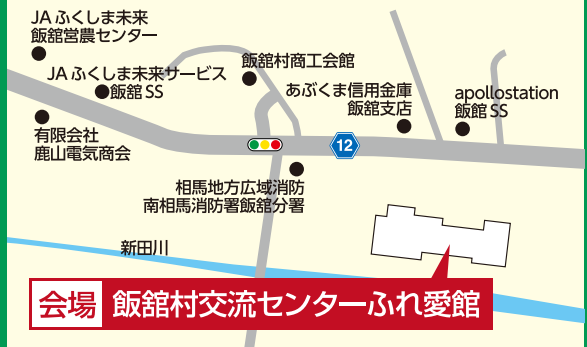 JAふくしま未来
飯舘営農センター
JAふくしま未来サービス
飯舘SS
飯舘村商工会館
あぶくま信用金庫
飯舘支店
apollostation
飯館SS
有限会社
鹿山電気商会
12
相馬地方広域消防
南相馬消防署飯舘分署
新田川
会場 飯舘村交流センターふれ愛館